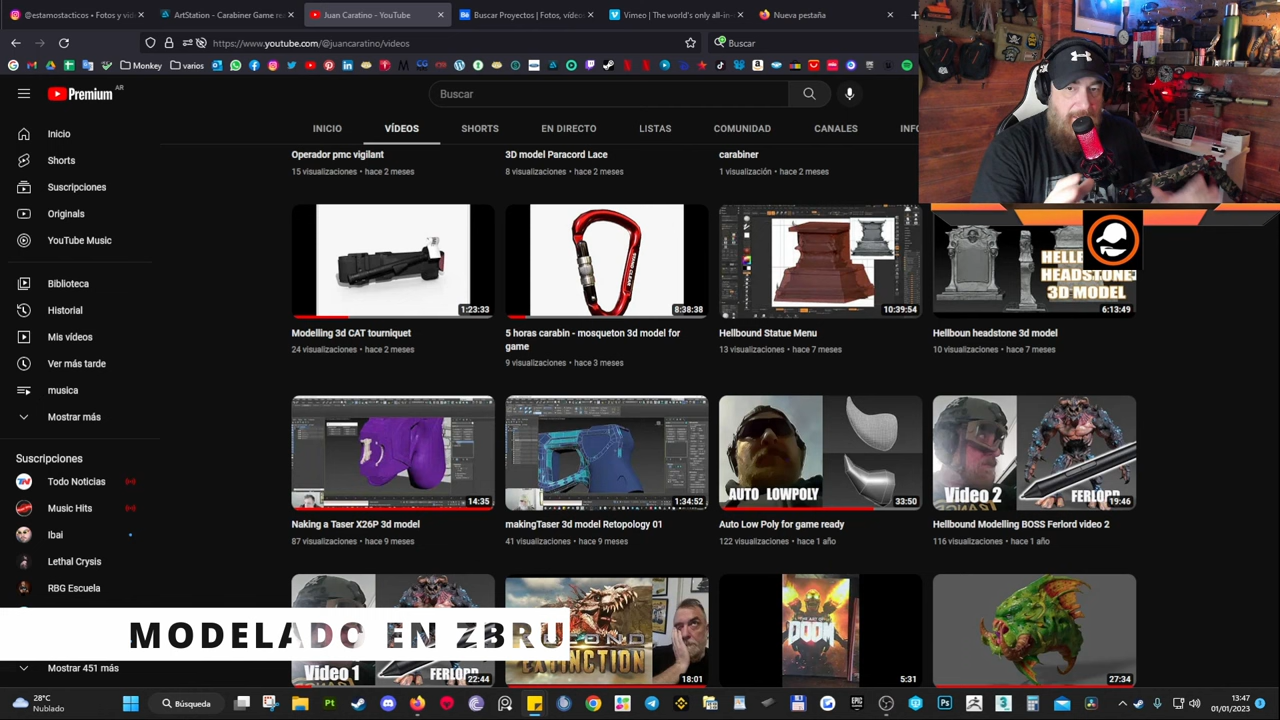 @estamostacticos • Fotos y vid
ArtStation - Carabiner Game re
Juan Caratino - YouTube
Buscar Proyectos | Fotos, vídeos
Vimeo | The world's only all-in-
Nueva pestaña
https://www.youtube.com/@juancaratino/videos
Buscar
Monkey
varios
Premium AR
Buscar
INICIO
VÍDEOS
SHORTS
EN DIRECTO
LISTAS
COMUNIDAD
CANALES
INFO
Inicio
Shorts
Suscripciones
Originals
YouTube Music
Biblioteca
Historial
Mis vídeos
Ver más tarde
musica
Mostrar más
Suscripciones
Todo Noticias
Music Hits
Ibai
Lethal Crysis
RBG Escuela
Mostrar 451 más
Operador pmc vigilant
15 visualizaciones • hace 2 meses
3D model Paracord Lace
8 visualizaciones • hace 2 meses
carabiner
1 visualización • hace 2 meses
1:23:33
Modelling 3d CAT tourniquet
24 visualizaciones • hace 2 meses
8:38:38
5 horas carabin - mosqueton 3d model for
game
9 visualizaciones • hace 3 meses
10:39:54
Hellbound Statue Menu
13 visualizaciones • hace 7 meses
HEADSTONE
3D MODEL
6:13:49
Hellboun headstone 3d model
10 visualizaciones • hace 7 meses
14:35
Naking a Taser X26P 3d model
87 visualizaciones • hace 9 meses
1:34:52
makingTaser 3d model Retopology 01
41 visualizaciones • hace 9 meses
AUTO LOWPOLY
33:50
Auto Low Poly for game ready
122 visualizaciones • hace 1 año
Video 2
FERLORD
19:46
Hellbound Modelling BOSS Ferlord video 2
116 visualizaciones • hace 1 año
Video 1
FERLORD
22:44
EXTINCTION
18:01
DOOM
5:31
27:34
MODELADO EN ZBRU
28°C
Nublado
Búsqueda
13:47
01/01/2023